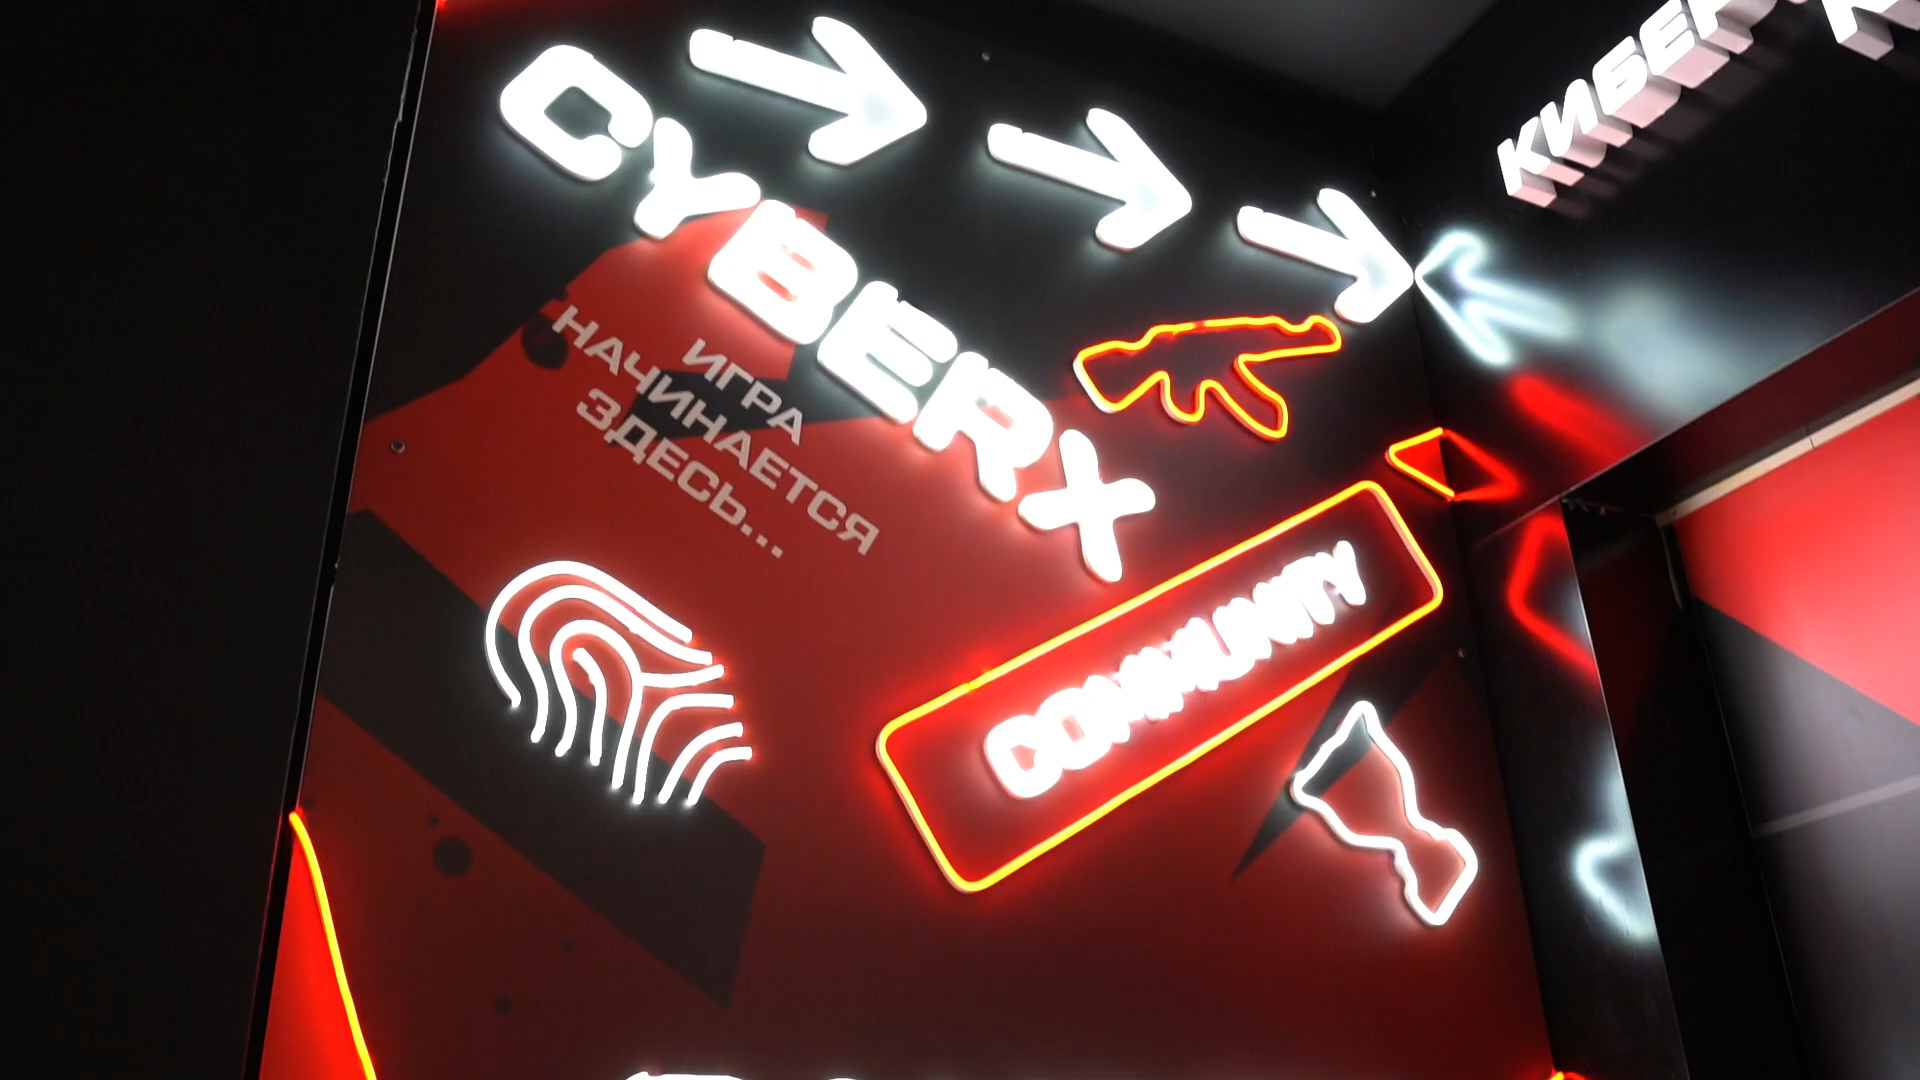 CYBERX
ИГРА
НАЧИНАЕТСЯ
ЗДЕСЬ...
COMMUNITY
КИБЕР